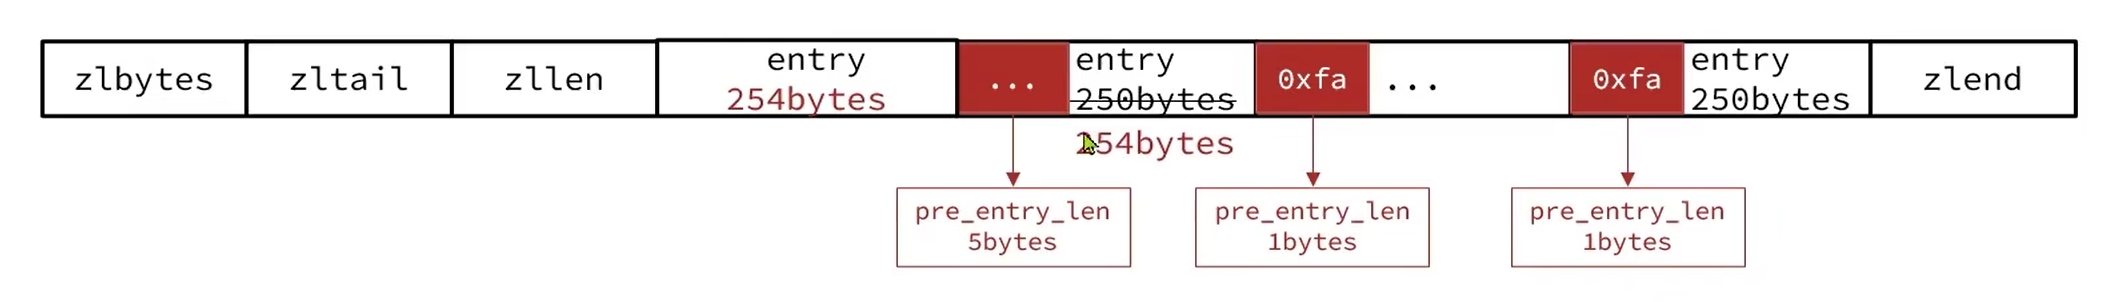 zlbytes
zltail
zllen
entry
254bytes
...
entry
250bytes
254bytes
0xfa
...
0xfa
entry
250bytes
zlend
pre_entry_len
5bytes
pre_entry_len
1bytes
pre_entry_len
1bytes